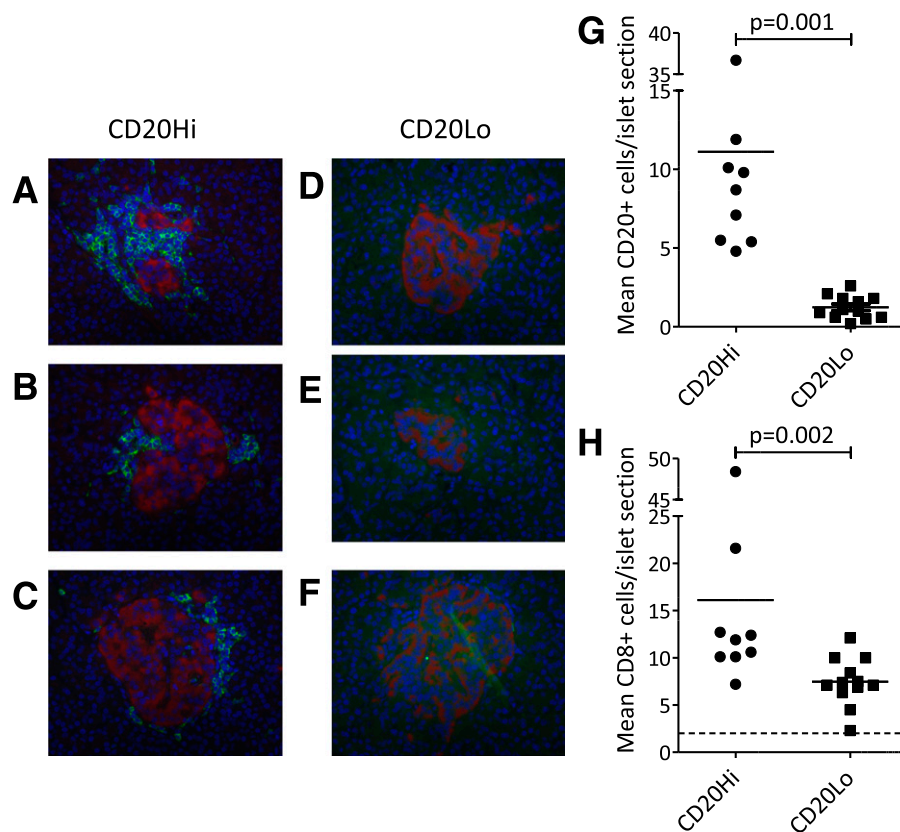 CD20Hi
CD20Lo
A
B
C
D
E
F
G
Mean CD20+ cells/islet section
40
35
15
10
5
0
p=0.001
CD20Hi
CD20Lo
H
Mean CD8+ cells/islet section
50
45
25
20
15
10
5
0
p=0.002
CD20Hi
CD20Lo